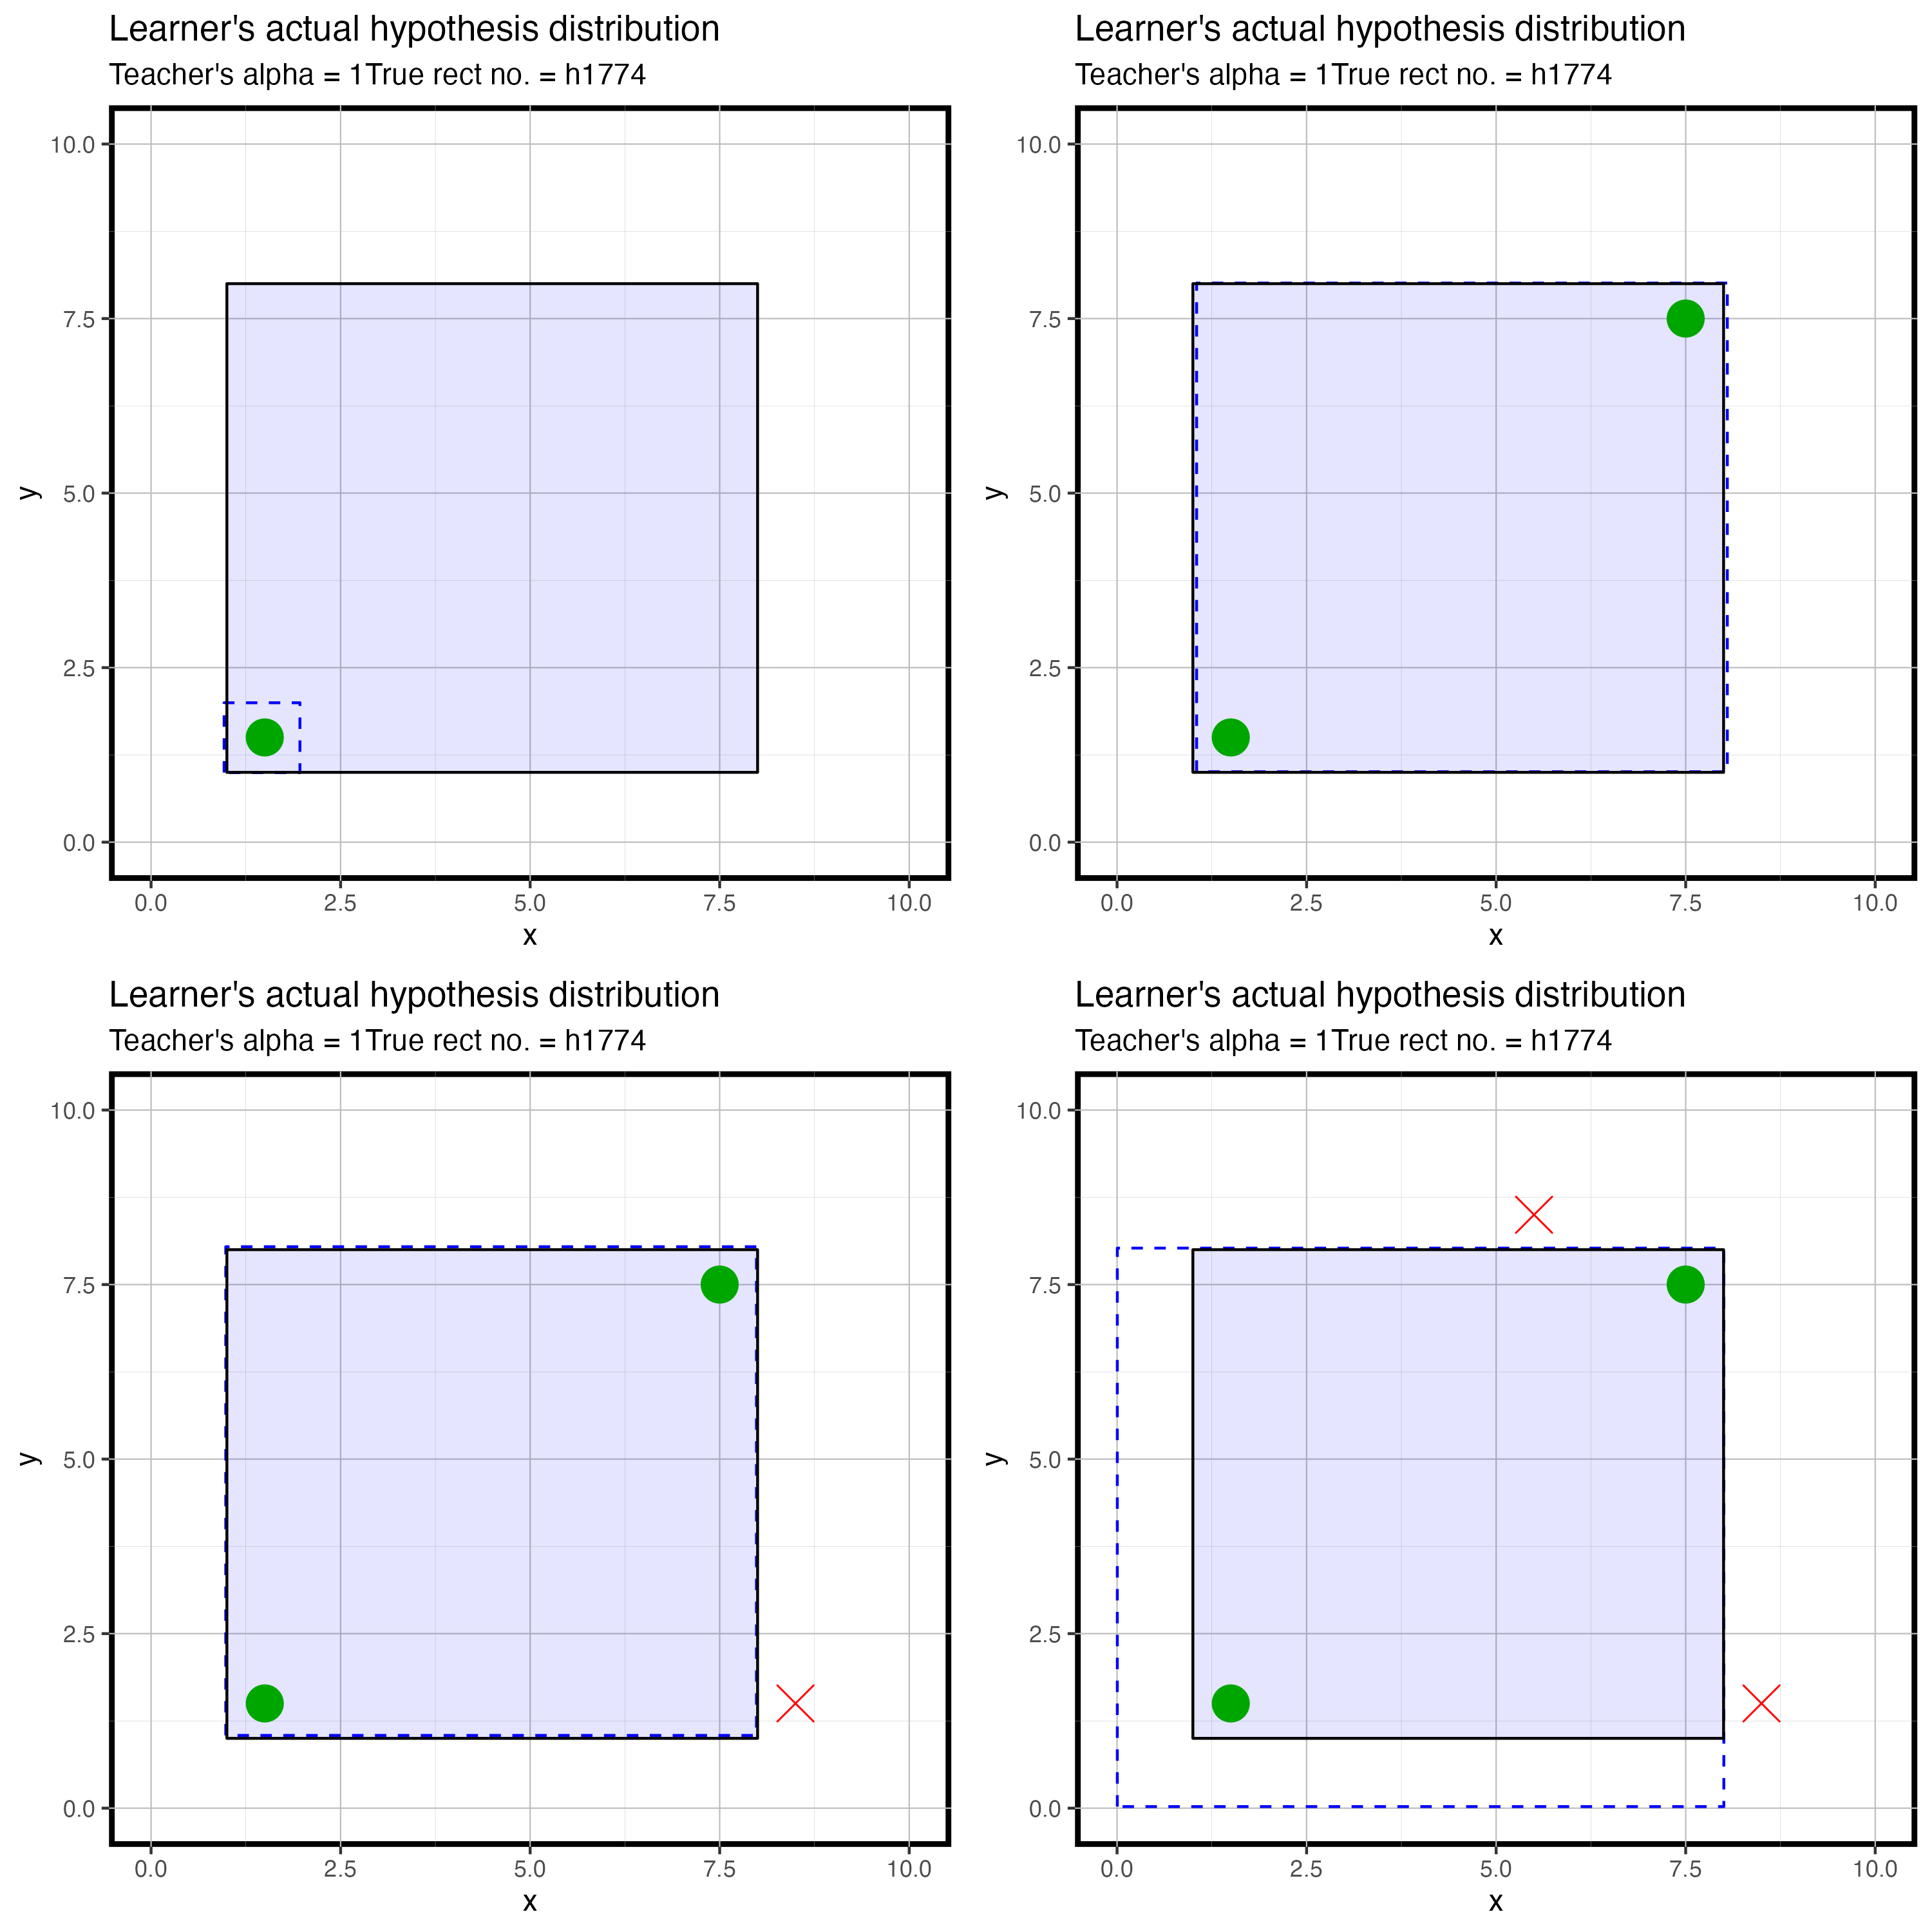 Learner's actual hypothesis distribution
Teacher's alpha = 1True rect no. = h1774
10.0
7.5
5.0
2.5
0.0
y
0.0 2.5 5.0 7.5 10.0
x
Learner's actual hypothesis distribution
Teacher's alpha = 1True rect no. = h1774
10.0
7.5
5.0
2.5
0.0
y
0.0 2.5 5.0 7.5 10.0
x
Learner's actual hypothesis distribution
Teacher's alpha = 1True rect no. = h1774
10.0
7.5
5.0
2.5
0.0
y
0.0 2.5 5.0 7.5 10.0
x
Learner's actual hypothesis distribution
Teacher's alpha = 1True rect no. = h1774
10.0
7.5
5.0
2.5
0.0
y
0.0 2.5 5.0 7.5 10.0
x